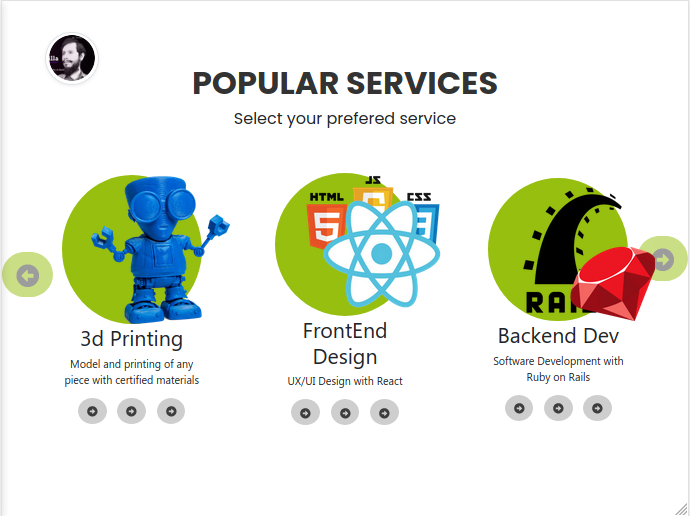 POPULAR SERVICES
Select your prefered service
HTML
JS
CSS
5
3d Printing
Model and printing of any
piece with certified materials
FrontEnd
Design
UX/UI Design with React
Backend Dev
Software Development with
Ruby on Rails